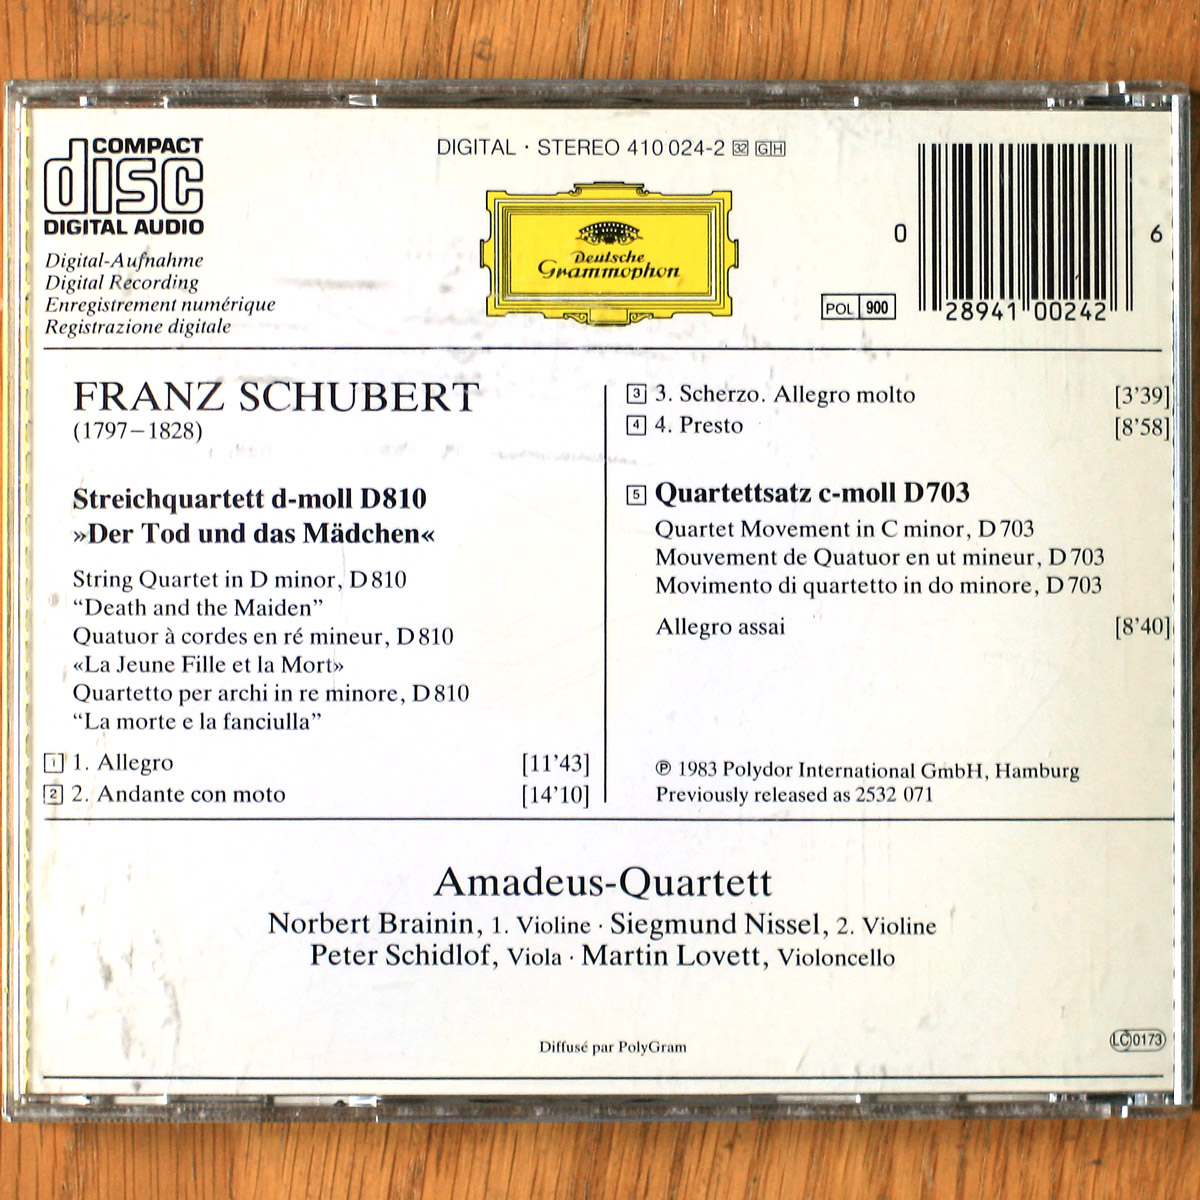 COMPACT
disc
DIGITAL AUDIO
Digital-Aufnahme
Digital Recording
Enregistrement numérique
Registrazione digitale
DIGITAL · STEREO 410 024-2 32 GH
Deutsche
Grammophon
POL 900
0 28941 00242 6
FRANZ SCHUBERT
(1797–1828)
Streichquartett d-moll D810
»Der Tod und das Mädchen«
String Quartet in D minor, D810
“Death and the Maiden”
Quatuor à cordes en ré mineur, D810
«La Jeune Fille et la Mort»
Quartetto per archi in re minore, D810
“La morte e la fanciulla”
1 1. Allegro [11’43]
2 2. Andante con moto [14’10]
3 3. Scherzo. Allegro molto [3’39]
4 4. Presto [8’58]
5 Quartettsatz c-moll D703
Quartet Movement in C minor, D703
Mouvement de Quatuor en ut mineur, D703
Movimento di quartetto in do minore, D703
Allegro assai [8’40]
℗ 1983 Polydor International GmbH, Hamburg
Previously released as 2532 071
Amadeus-Quartett
Norbert Brainin, 1. Violine · Siegmund Nissel, 2. Violine
Peter Schidlof, Viola · Martin Lovett, Violoncello
Diffusé par PolyGram
LC 0173